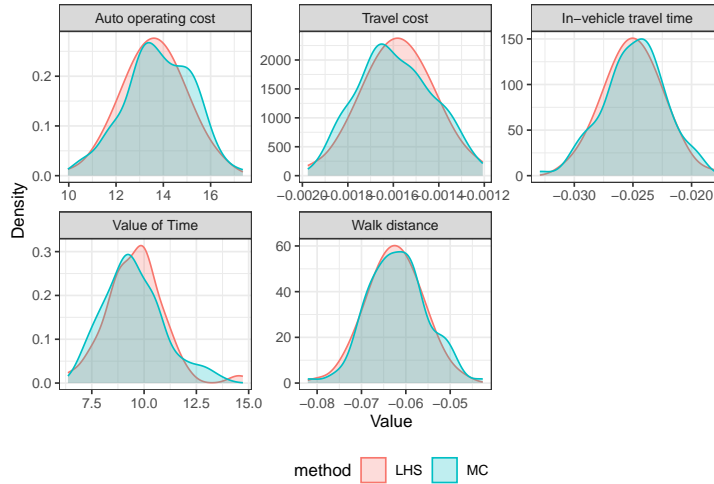 Auto operating cost
Travel cost
In−vehicle travel time
0.2
0.1
0.0
10 12 14 16
2000
1500
1000
500
0
−0.0020 −0.0018 −0.0016 −0.0014 −0.0012
150
100
50
0
−0.030 −0.025 −0.020
Density
Value of Time
Walk distance
0.3
0.2
0.1
0.0
7.5 10.0 12.5 15.0
60
40
20
0
−0.08 −0.07 −0.06 −0.05
Value
method LHS MC